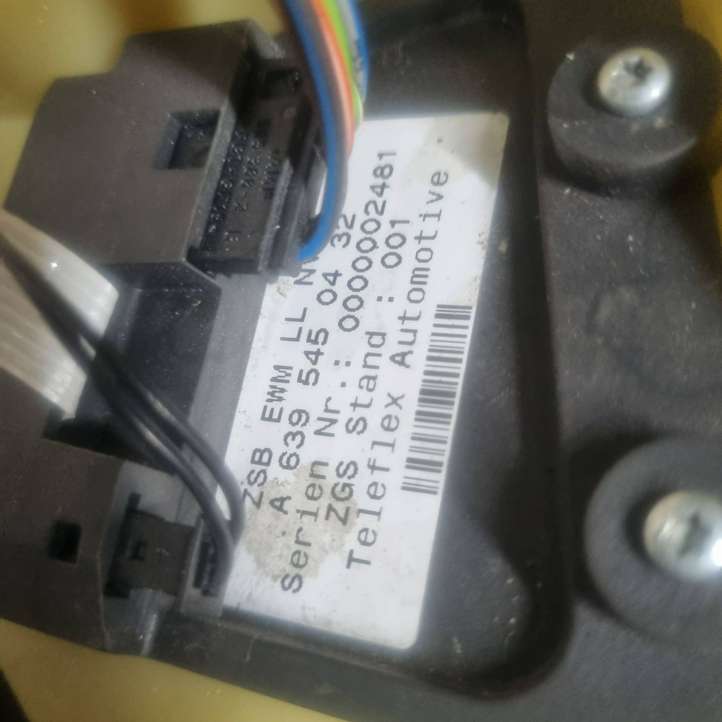 ZSB EWM LL
A 639 545 04 32
Serien Nr.: 0000002481
ZGS Stand : 001
Teleflex Automotive